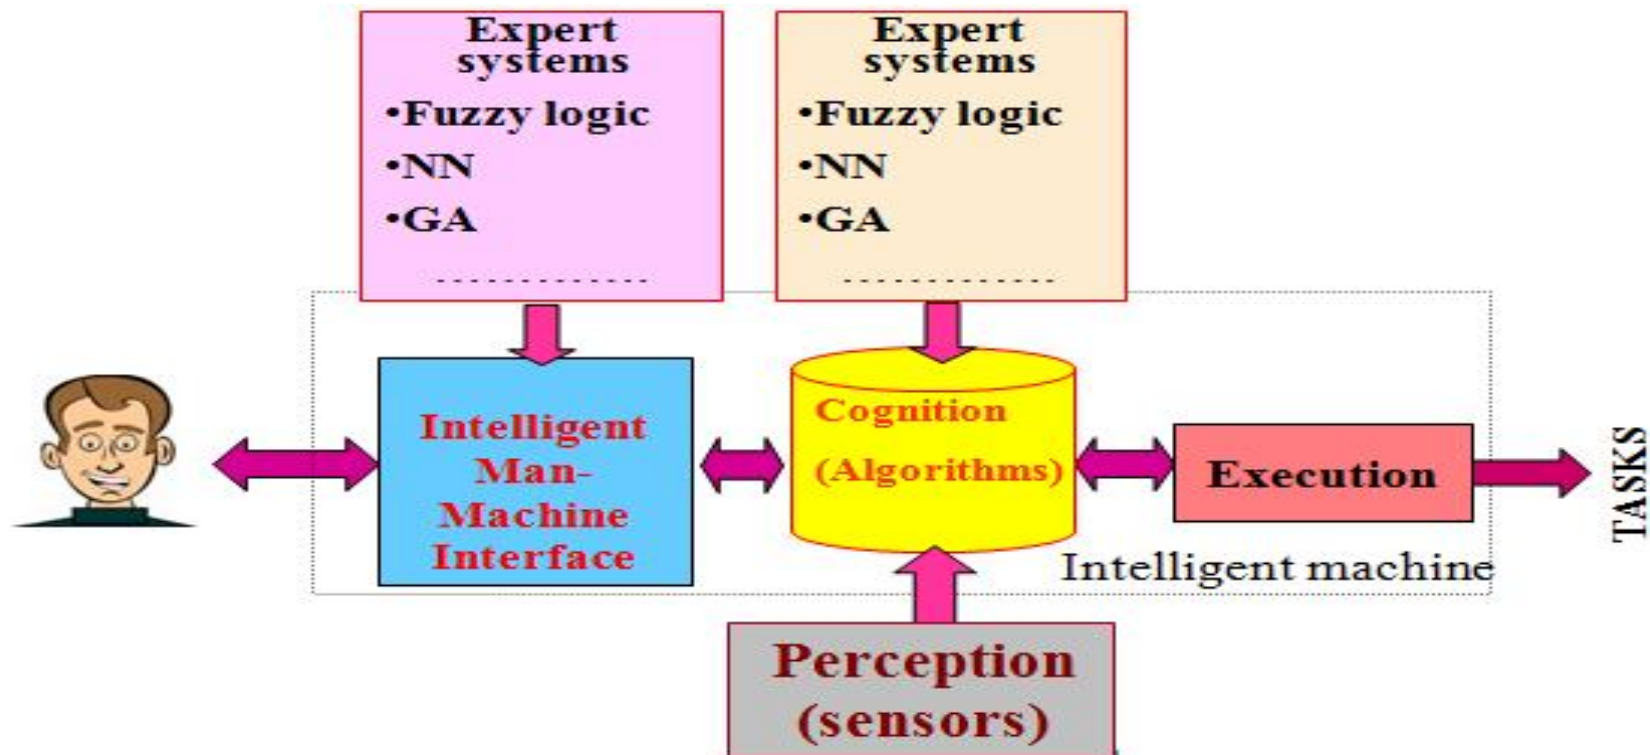 Expert
systems
•Fuzzy logic
•NN
•GA
.............
Expert
systems
•Fuzzy logic
•NN
•GA
.............
Intelligent
Man-
Machine
Interface
Cognition
(Algorithms)
Execution
TASKS
Intelligent machine
Perception
(sensors)